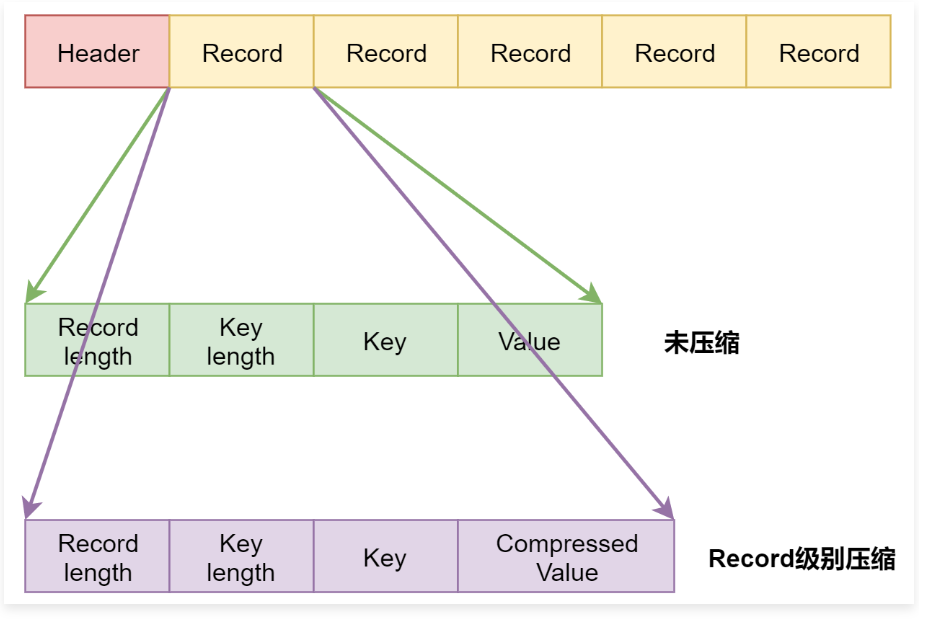 Header
Record
Record
Record
Record
Record
Record
length
Key
length
Key
Value
未压缩
Record
length
Key
length
Key
Compressed
Value
Record级别压缩